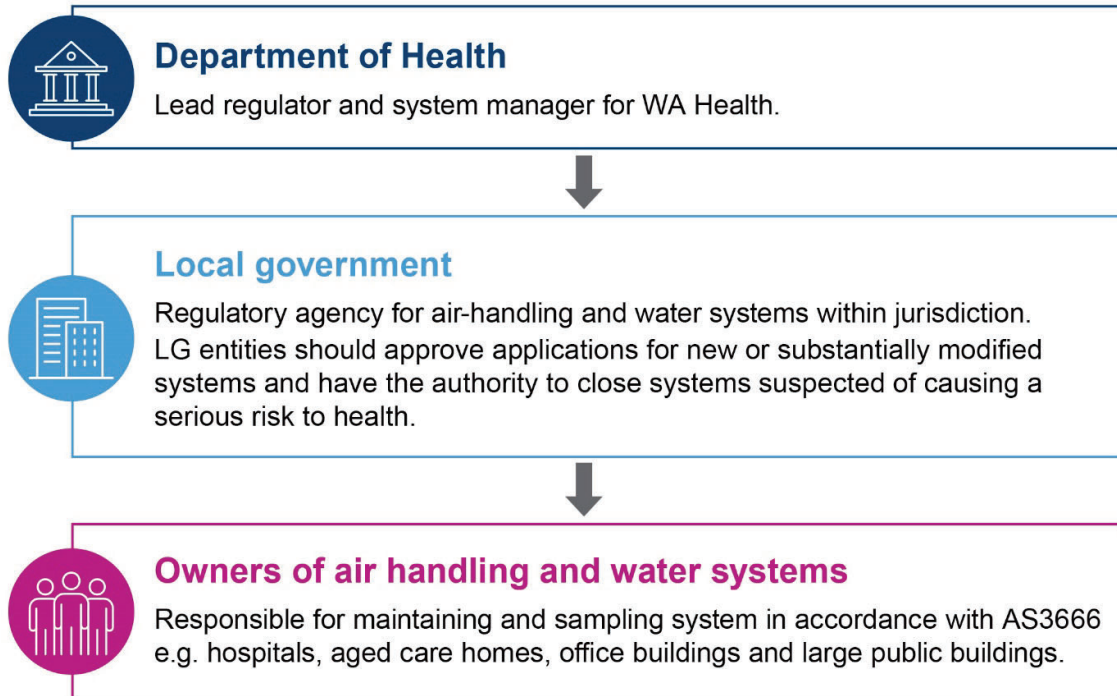 Department of Health
Lead regulator and system manager for WA Health.
Local government
Regulatory agency for air-handling and water systems within jurisdiction.
LG entities should approve applications for new or substantially modified
systems and have the authority to close systems suspected of causing a
serious risk to health.
Owners of air handling and water systems
Responsible for maintaining and sampling system in accordance with AS3666
e.g. hospitals, aged care homes, office buildings and large public buildings.